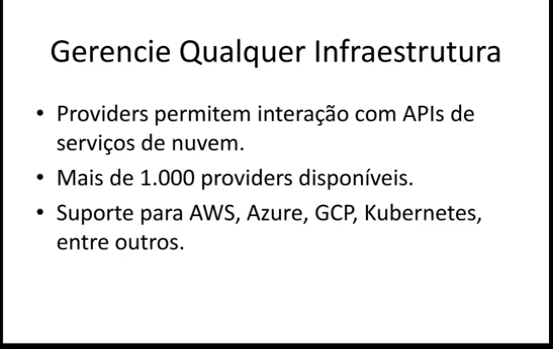 Gerencie Qualquer Infraestrutura
• Providers permitem interação com APIs de
serviços de nuvem.
• Mais de 1.000 providers disponíveis.
• Suporte para AWS, Azure, GCP, Kubernetes,
entre outros.